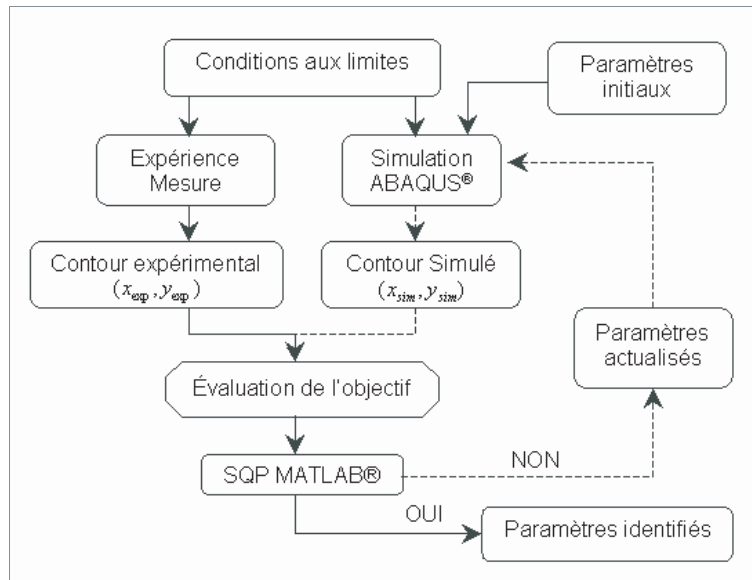 Conditions aux limites
Paramètres
initiaux
Expérience
Mesure
Simulation
ABAQUS®
Contour expérimental
(x_exp, y_exp)
Contour Simulé
(x_sim, y_sim)
Paramètres
actualisés
Évaluation de l'objectif
SQP MATLAB®
NON
OUI
Paramètres identifiés